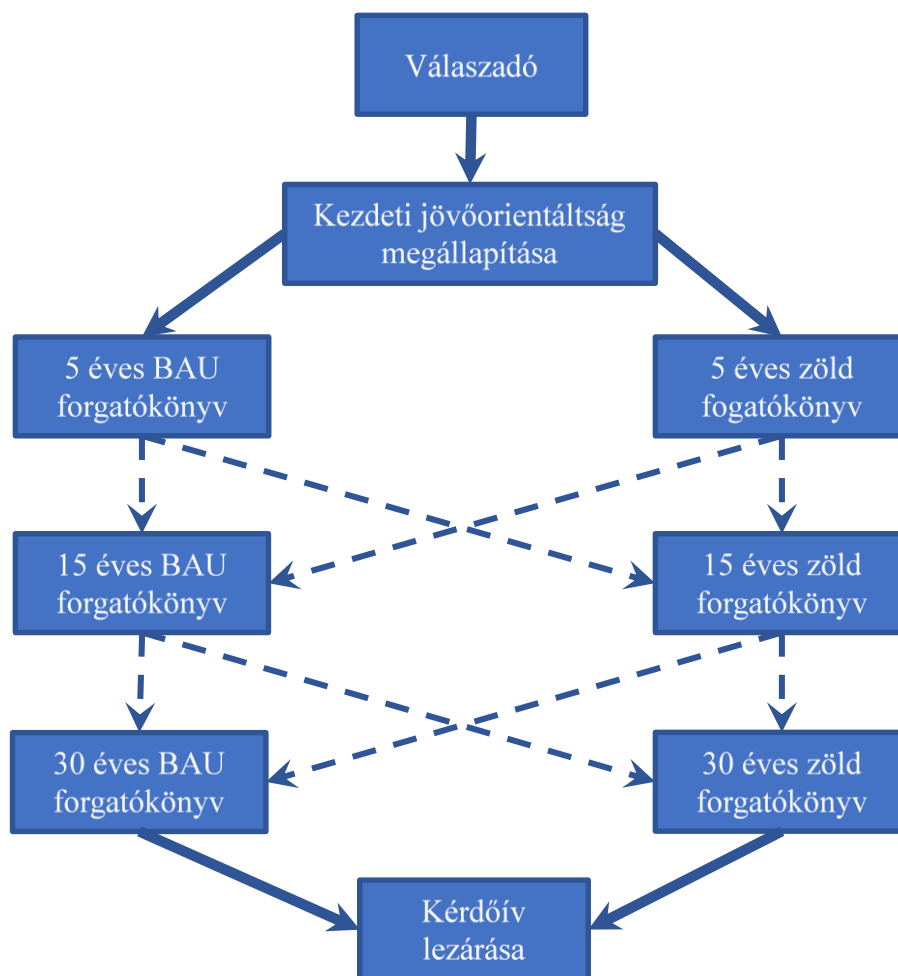 Válaszadó
Kezdeti jövőorientáltság
megállapítása
5 éves BAU
forgatókönyv
5 éves zöld
fogatókönyv
15 éves BAU
forgatókönyv
15 éves zöld
forgatókönyv
30 éves BAU
forgatókönyv
30 éves zöld
forgatókönyv
Kérdőív
lezárása